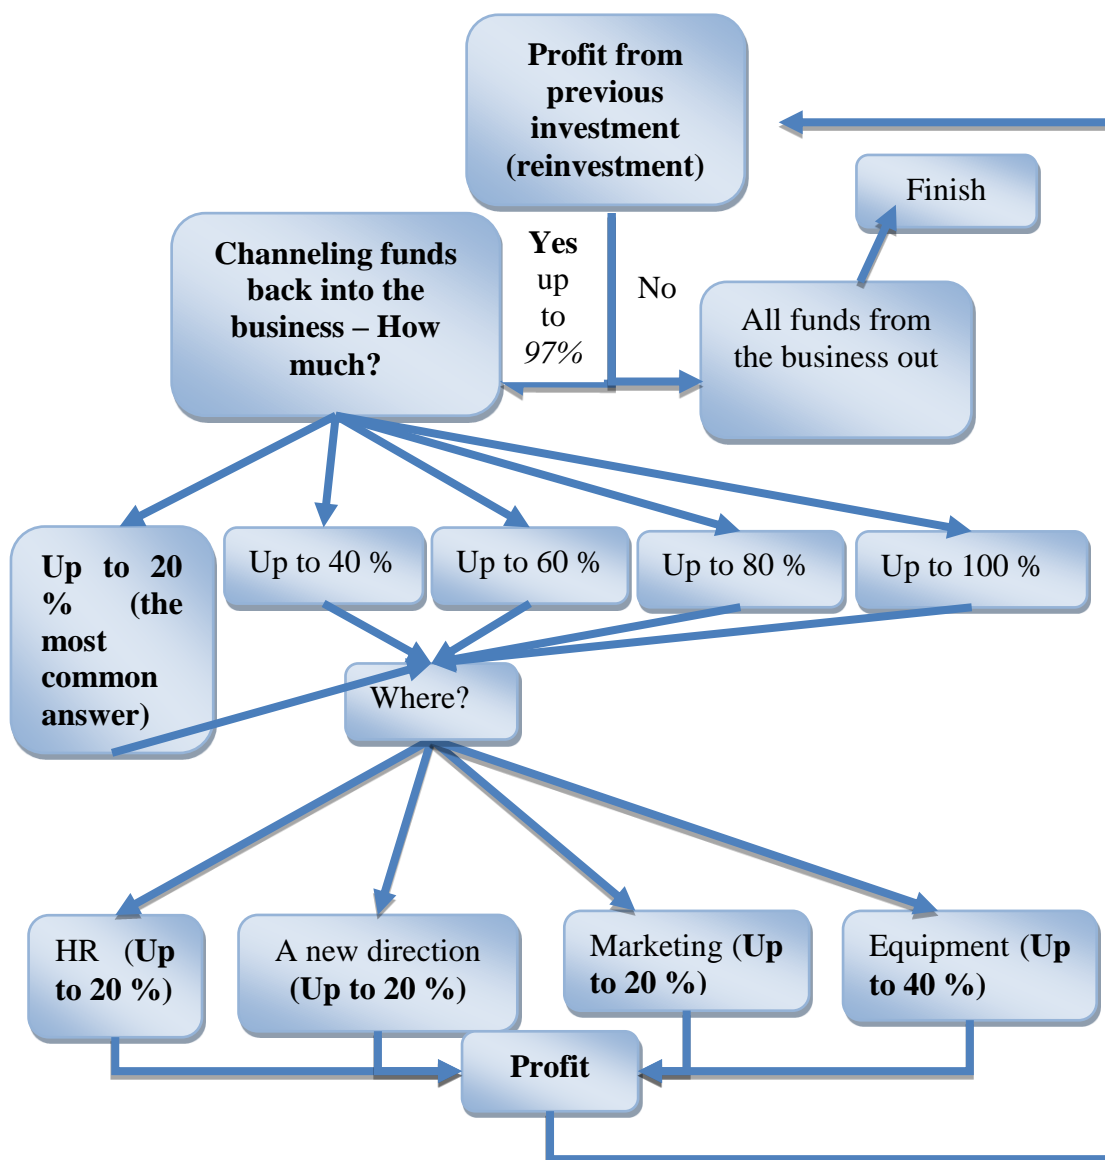 Profit from
previous
investment
(reinvestment)
Finish
Channeling funds
back into the
business – How
much?
Yes
up
to
97%
No
All funds from
the business out
Up to 20
% (the
most
common
answer)
Up to 40 %
Up to 60 %
Up to 80 %
Up to 100 %
Where?
HR (Up
to 20 %)
A new direction
(Up to 20 %)
Marketing (Up
to 20 %)
Equipment (Up
to 40 %)
Profit